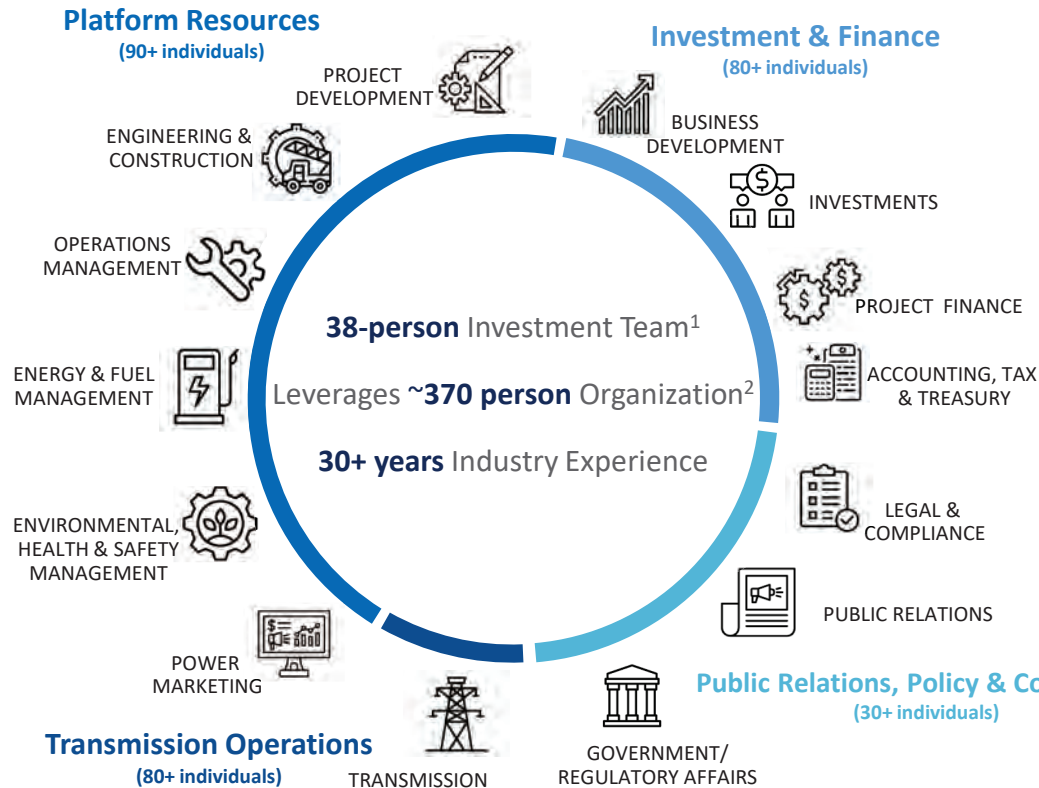 Platform Resources
(90+ individuals)
PROJECT
DEVELOPMENT
ENGINEERING &
CONSTRUCTION
OPERATIONS
MANAGEMENT
ENERGY & FUEL
MANAGEMENT
ENVIRONMENTAL,
HEALTH & SAFETY
MANAGEMENT
POWER
MARKETING
Transmission Operations
(80+ individuals)
TRANSMISSION
38-person Investment Team¹
Leverages ~370 person Organization²
30+ years Industry Experience
Investment & Finance
(80+ individuals)
BUSINESS
DEVELOPMENT
INVESTMENTS
PROJECT FINANCE
ACCOUNTING, TAX
& TREASURY
LEGAL &
COMPLIANCE
PUBLIC RELATIONS
Public Relations, Policy &
(30+ individuals)
GOVERNMENT/
REGULATORY AFFAIRS